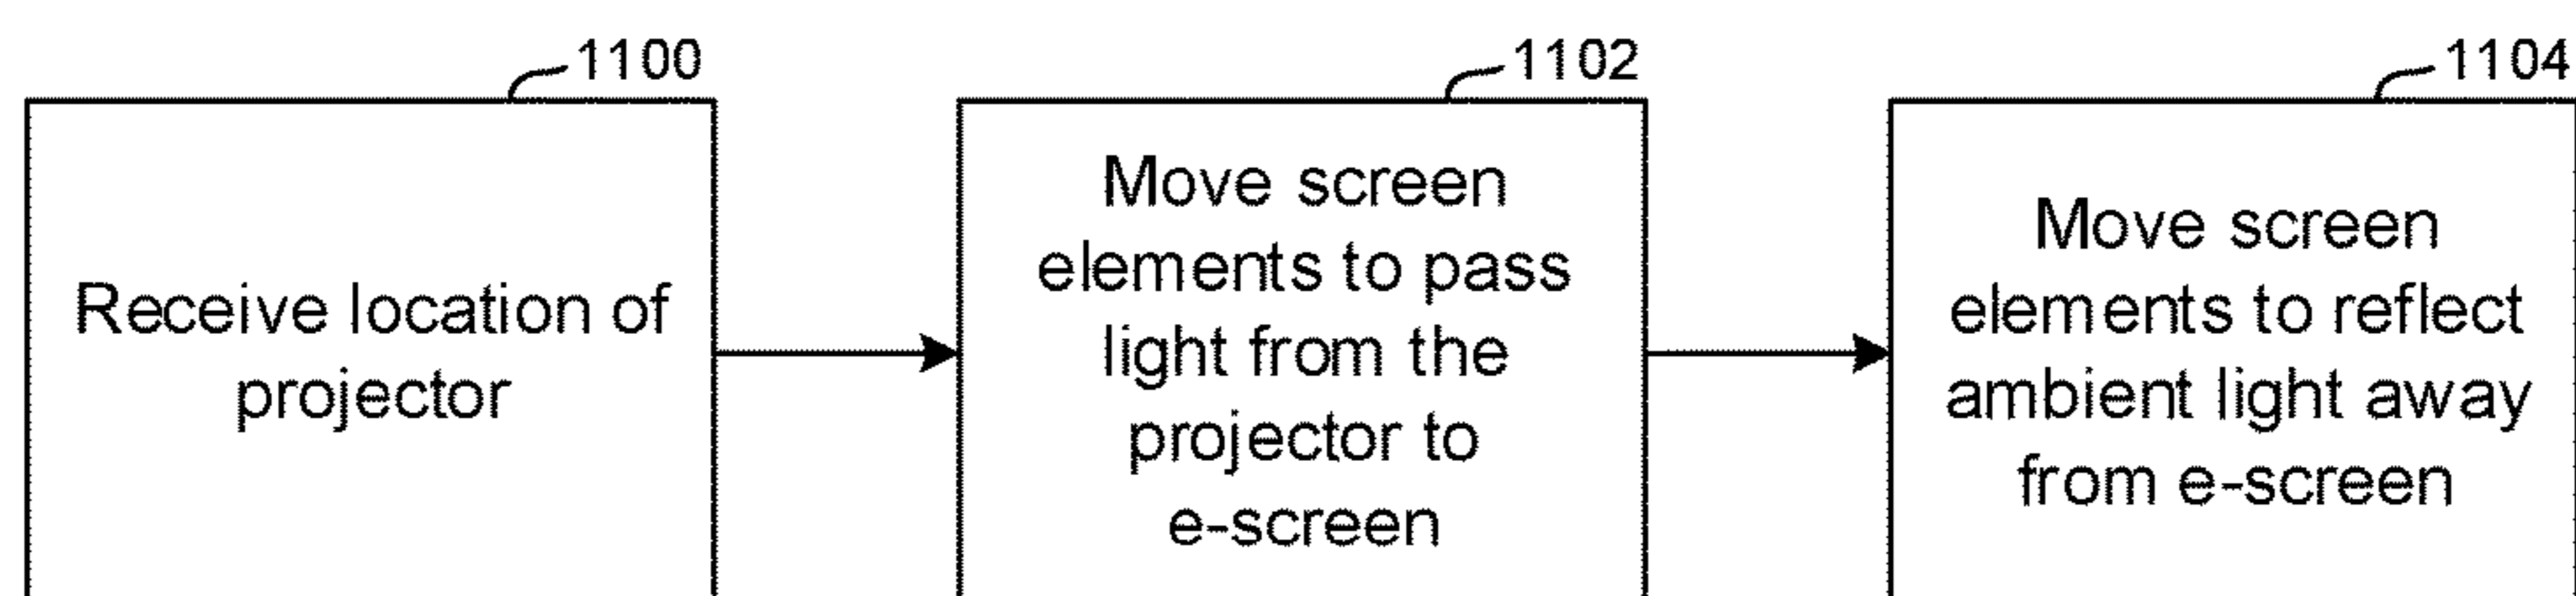 1100
Receive location of
projector
1102
Move screen
elements to pass
light from the
projector to
e-screen
1104
Move screen
elements to reflect
ambient light away
from e-screen